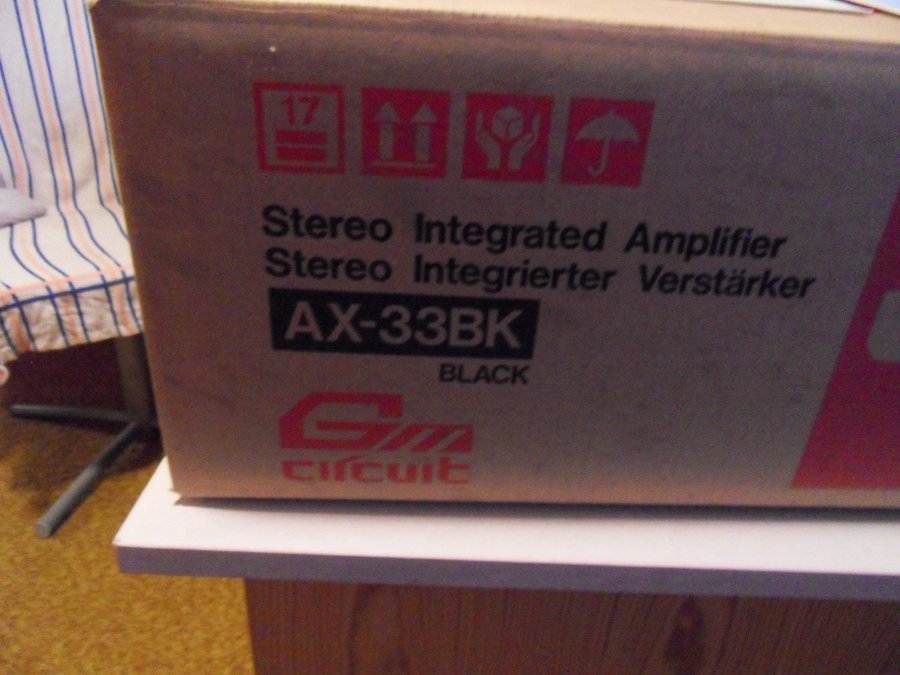 17
Stereo Integrated Amplifier
Stereo Integrierter Verstärker
AX-33BK
BLACK
Gm
circuit